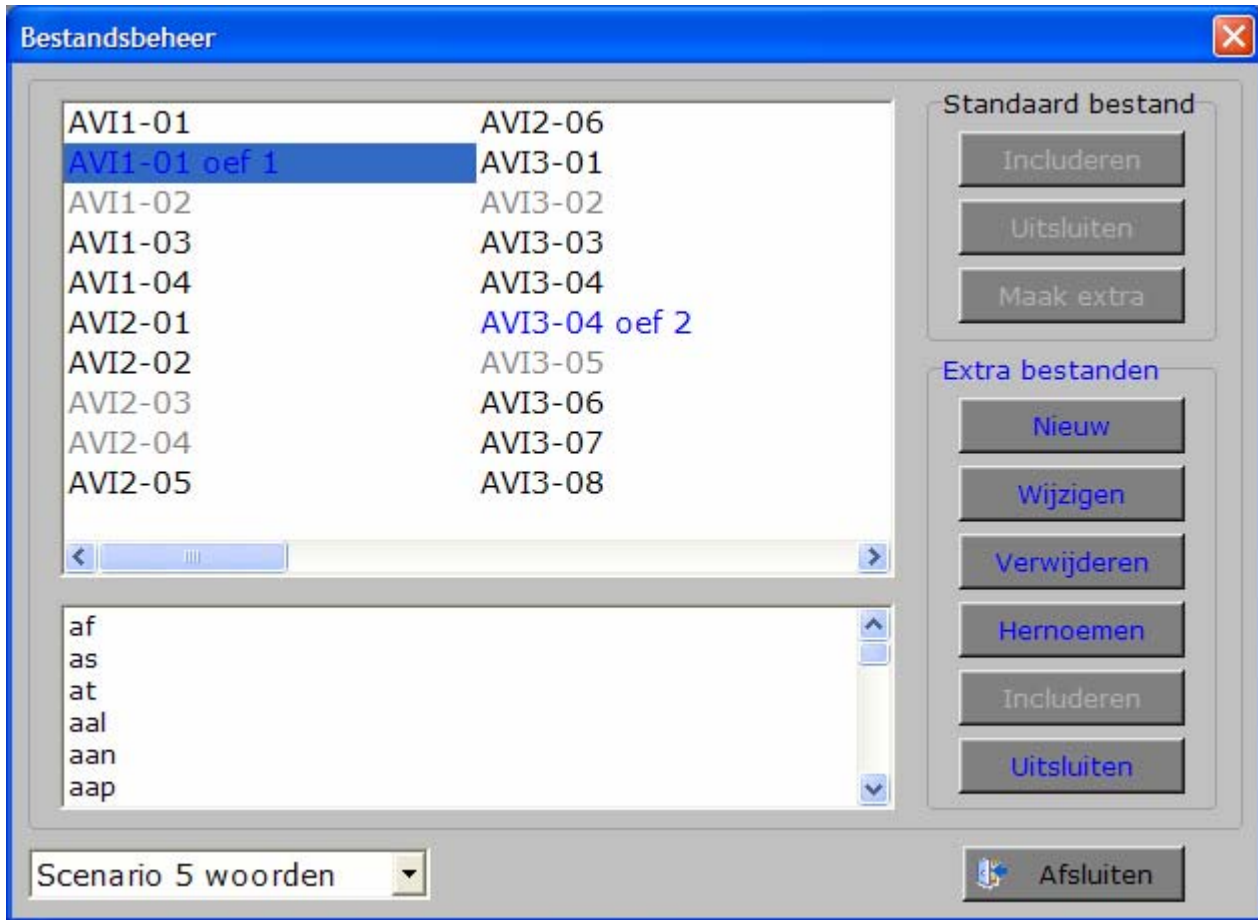 Bestandsbeheer
AVI1-01
AVI1-01 oef 1
AVI1-02
AVI1-03
AVI1-04
AVI2-01
AVI2-02
AVI2-03
AVI2-04
AVI2-05
AVI2-06
AVI3-01
AVI3-02
AVI3-03
AVI3-04
AVI3-04 oef 2
AVI3-05
AVI3-06
AVI3-07
AVI3-08
af
as
at
aal
aan
aap
Standaard bestand
Includeren
Uitsluiten
Maak extra
Extra bestanden
Nieuw
Wijzigen
Verwijderen
Hernoemen
Includeren
Uitsluiten
Scenario 5 woorden
Afsluiten